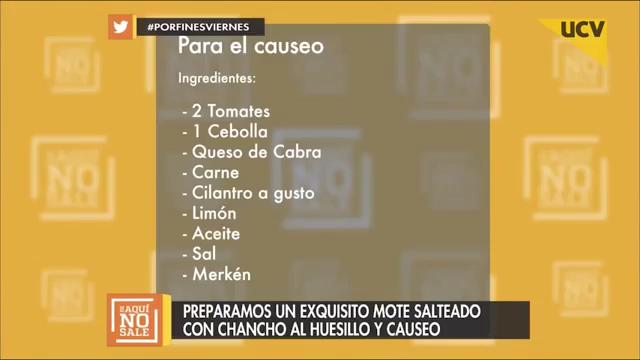 #PORFINESVIERNES
UCV
Para el causeo
Ingredientes:
- 2 Tomates
- 1 Cebolla
- Queso de Cabra
- Carne
- Cilantro a gusto
- Limón
- Aceite
- Sal
- Merkén
DE AQUÍ
NO
SALE
PREPARAMOS UN EXQUISITO MOTE SALTEADO
CON CHANCHO AL HUESILLO Y CAUSEO